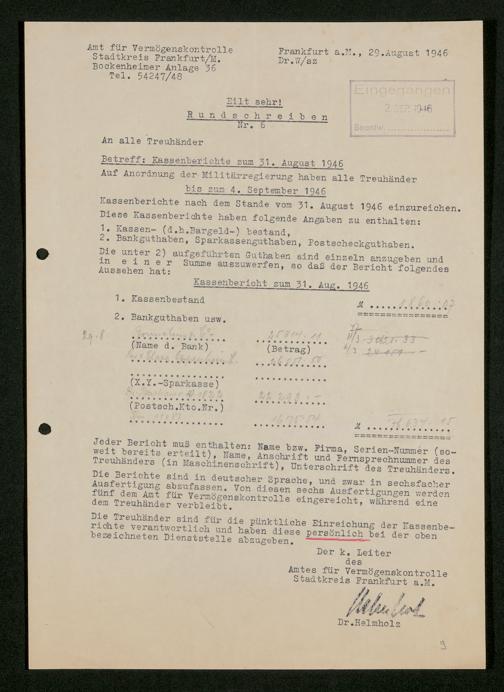 Amt für Vermögenskontrolle
Stadtkreis Frankfurt/M.
Bockenheimer Anlage 36
Tel. 54247/48
Frankfurt a.M., 29.August 1946
Dr.W/sz
Eingegangen
2. SEP. 1946
Beantw.
Eilt sehr!
R u n d s c h r e i b e n
Nr. 6
An alle Treuhänder
Betreff: Kassenberichte zum 31. August 1946
Auf Anordnung der Militärregierung haben alle Treuhänder
bis zum 4. September 1946
Kassenberichte nach dem Stande vom 31. August 1946 einzureichen.
Diese Kassenberichte haben folgende Angaben zu enthalten:
1. Kassen- (d.h.Bargeld-) bestand,
2. Bankguthaben, Sparkassenguthaben, Postscheckguthaben.
Die unter 2) aufgeführten Guthaben sind einzeln anzugeben und
in e i n e r Summe auszuwerfen, so daß der Bericht folgendes
Aussehen hat:
Kassenbericht zum 31. Aug. 1946
1. Kassenbestand
2. Bankguthaben usw.
29.8
(Name d. Bank) (Betrag)
(X.Y.-Sparkasse)
(Postsch.Kto.Nr.)
Jeder Bericht muß enthalten: Name bzw. Firma, Serien-Nummer (so-
weit bereits erteilt), Name, Anschrift und Fernsprechnummer des
Treuhänders (in Maschinenschrift), Unterschrift des Treuhänders.
Die Berichte sind in deutscher Sprache, und zwar in sechsfacher
Ausfertigung abzufassen. Von diesen sechs Ausfertigungen werden
fünf dem Amt für Vermögenskontrolle eingereicht, während eine
dem Treuhänder verbleibt.
Die Treuhänder sind für die pünktliche Einreichung der Kassenbe-
richte verantwortlich und haben diese persönlich bei der oben
bezeichneten Dienststelle abzugeben.
Der k. Leiter
des
Amtes für Vermögenskontrolle
Stadtkreis Frankfurt a.M.
Helmholz
Dr.Helmholz
9